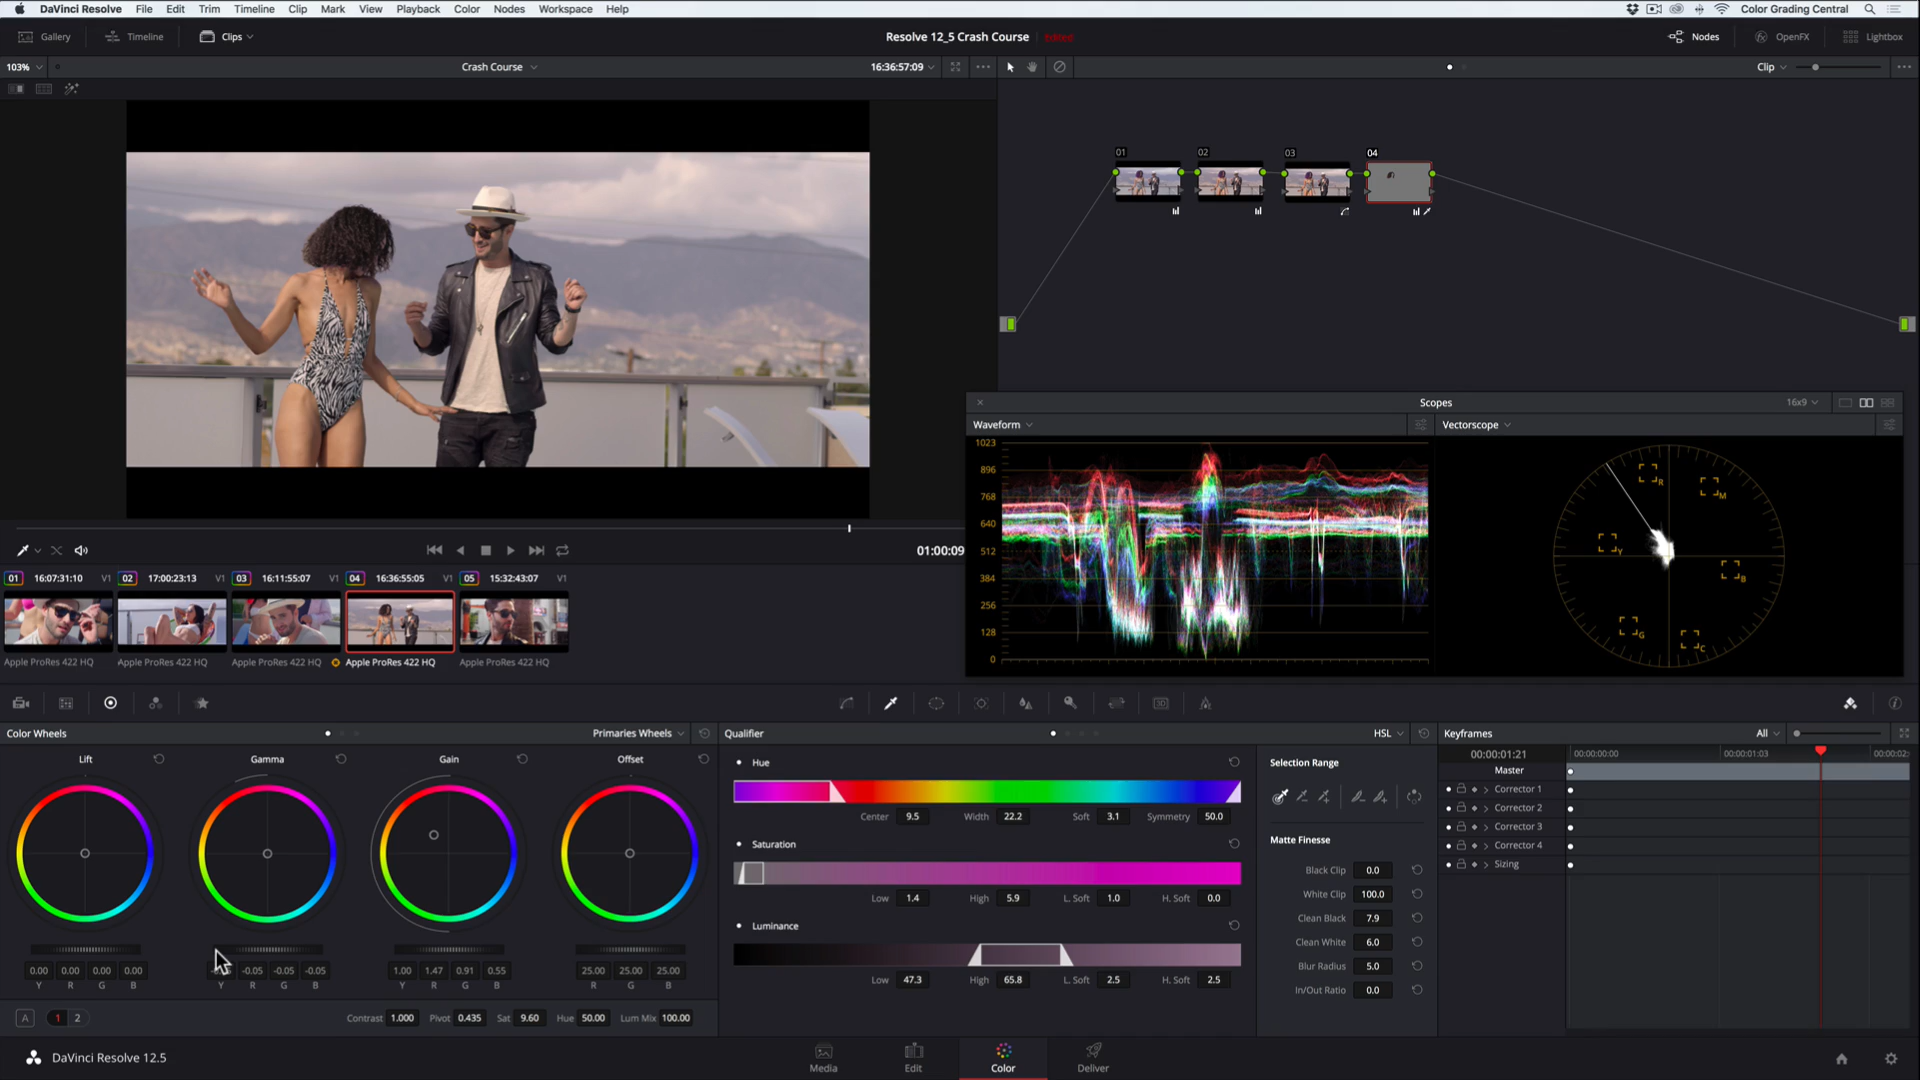 DaVinci Resolve File Edit Trim Timeline Clip Mark View Playback Color Nodes Workspace Help Color Grading Central
Gallery Timeline Clips Resolve 12_5 Crash Course Edited Nodes OpenFX Lightbox
103% Crash Course 16:36:57:09 Clip
01 02 03 04
Scopes 16x9
Waveform Vectorscope
1023
896
768
640
512
384
256
128
0
R
M
Y
B
G
C
01:00:09
01 16:07:31:10 V1 02 17:00:23:13 V1 03 16:11:55:07 V1 04 16:36:55:05 V1 05 15:32:43:07 V1
Apple ProRes 422 HQ Apple ProRes 422 HQ Apple ProRes 422 HQ Apple ProRes 422 HQ Apple ProRes 422 HQ
Color Wheels Primaries Wheels
Lift Gamma Gain Offset
0.00 0.00 0.00 0.00 -0.05 -0.05 -0.05 1.00 1.47 0.91 0.55 25.00 25.00 25.00
Y R G B Y R G B Y R G B R G B
A 1 2 Contrast 1.000 Pivot 0.435 Sat 9.60 Hue 50.00 Lum Mix 100.00
Qualifier HSL
Hue
Center 9.5 Width 22.2 Soft 3.1 Symmetry 50.0
Saturation
Low 1.4 High 5.9 L. Soft 1.0 H. Soft 0.0
Luminance
Low 47.3 High 65.8 L. Soft 2.5 H. Soft 2.5
Selection Range
Matte Finesse
Black Clip 0.0
White Clip 100.0
Clean Black 7.9
Clean White 6.0
Blur Radius 5.0
In/Out Ratio 0.0
Keyframes All
00:00:01:21 00:00:00:00 00:00:01:03 00:00:02:
Master
Corrector 1
Corrector 2
Corrector 3
Corrector 4
Sizing
DaVinci Resolve 12.5 Media Edit Color Deliver